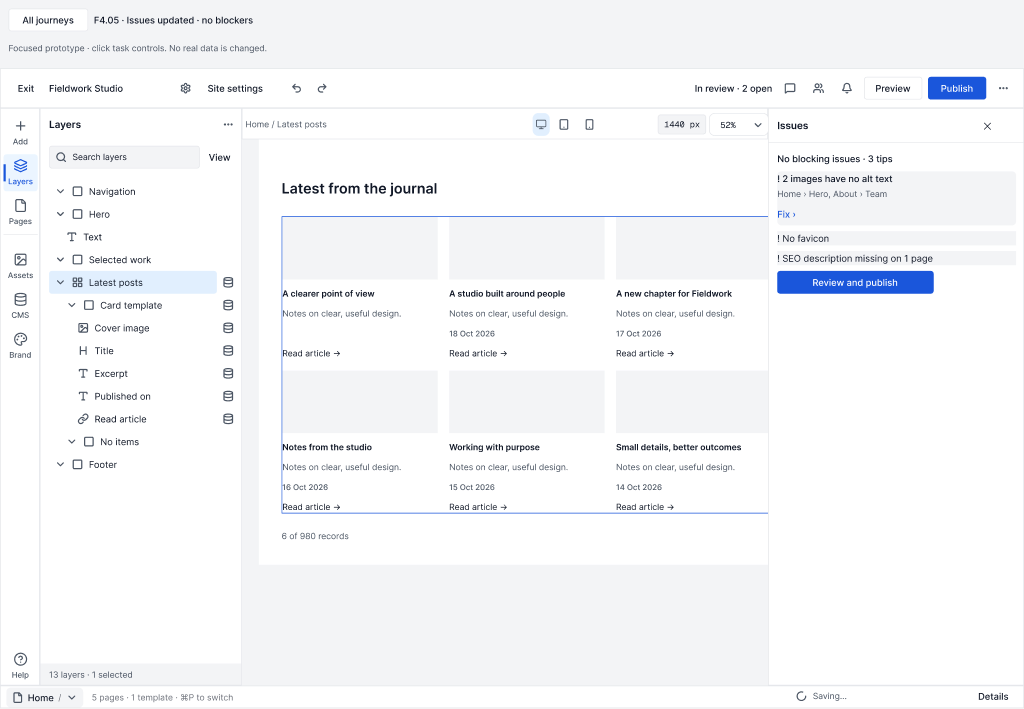 All journeys
F4.05 · Issues updated · no blockers
Focused prototype · click task controls. No real data is changed.
Exit
Fieldwork Studio
Site settings
In review · 2 open
Preview
Publish
Add
Layers
Pages
Assets
CMS
Brand
Help
Layers
Search layers
View
Navigation
Hero
Text
Selected work
Latest posts
Card template
Cover image
Title
Excerpt
Published on
Read article
No items
Footer
13 layers · 1 selected
Home / Latest posts
1440 px
52%
Latest from the journal
A clearer point of view
Notes on clear, useful design.
Read article →
A studio built around people
Notes on clear, useful design.
18 Oct 2026
Read article →
A new chapter for Fieldwork
Notes on clear, useful design.
17 Oct 2026
Read article →
Notes from the studio
Notes on clear, useful design.
16 Oct 2026
Read article →
Working with purpose
Notes on clear, useful design.
15 Oct 2026
Read article →
Small details, better outcomes
Notes on clear, useful design.
14 Oct 2026
Read article →
6 of 980 records
Issues
No blocking issues · 3 tips
! 2 images have no alt text
Home › Hero, About › Team
Fix ›
! No favicon
! SEO description missing on 1 page
Review and publish
Home /
5 pages · 1 template · ⌘P to switch
Saving...
Details